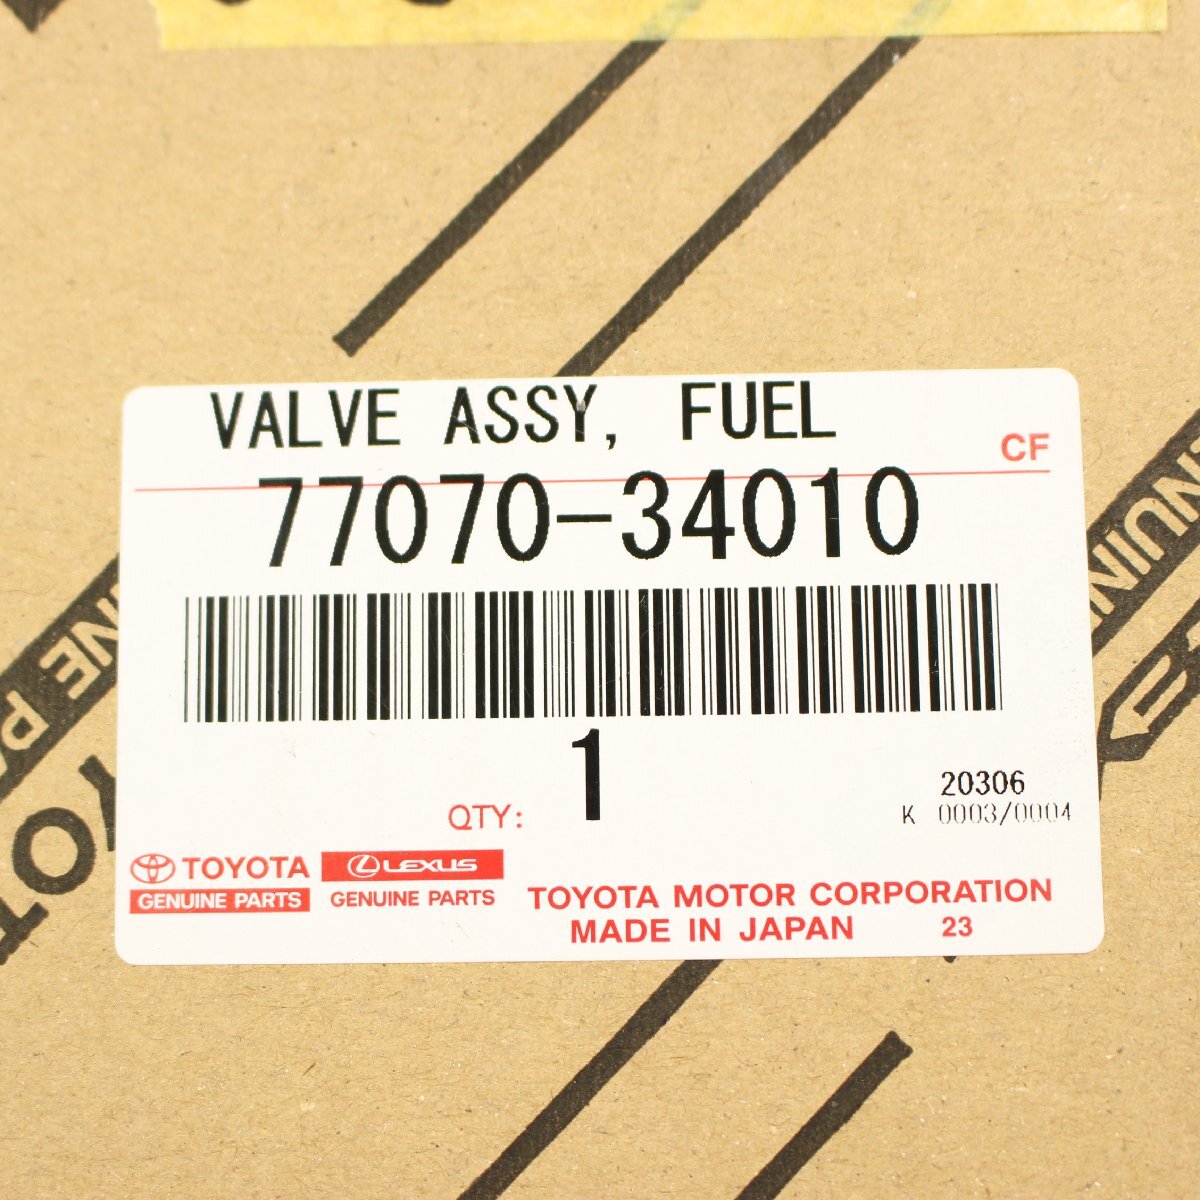 VALVE ASSY, FUEL
CF
77070-34010
1
QTY:
20306
K 0003/0004
TOYOTA
GENUINE PARTS
LEXUS
GENUINE PARTS
TOYOTA MOTOR CORPORATION
MADE IN JAPAN 23